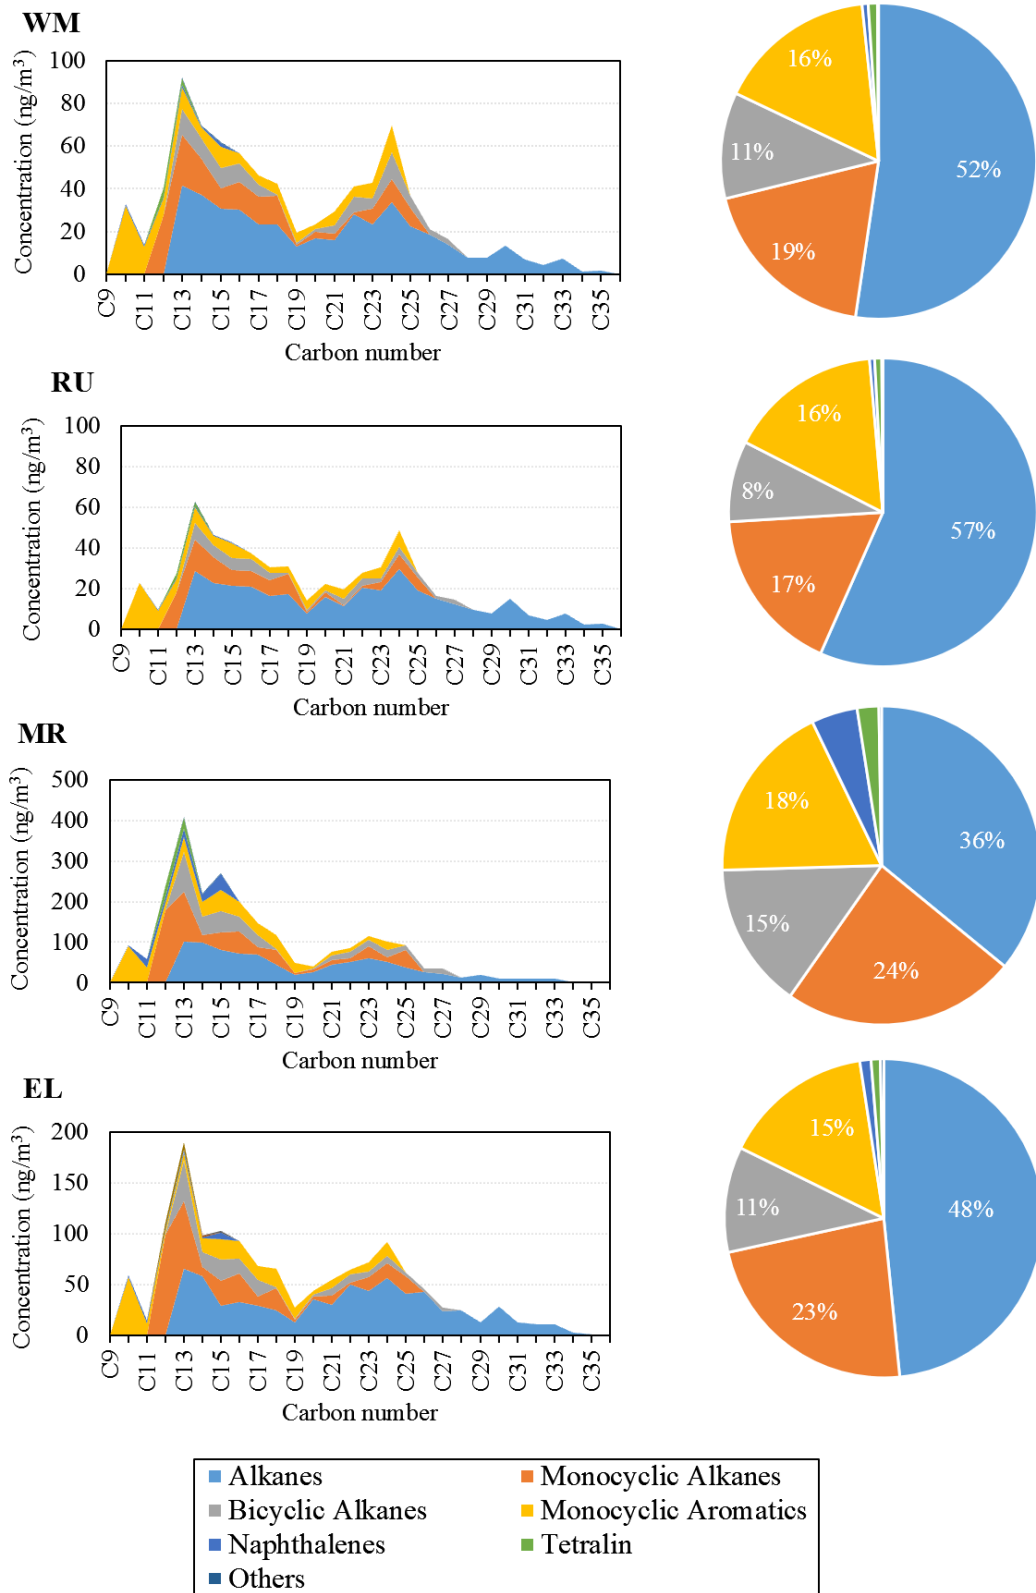 WM
Concentration (ng/m³)
100
80
60
40
20
0
C9
C11
C13
C15
C17
C19
C21
C23
C25
C27
C29
C31
C33
C35
Carbon number
16%
11%
52%
19%
RU
Concentration (ng/m³)
100
80
60
40
20
0
C9
C11
C13
C15
C17
C19
C21
C23
C25
C27
C29
C31
C33
C35
Carbon number
16%
8%
57%
17%
MR
Concentration (ng/m³)
500
400
300
200
100
0
C9
C11
C13
C15
C17
C19
C21
C23
C25
C27
C29
C31
C33
C35
Carbon number
18%
36%
15%
24%
EL
Concentration (ng/m³)
200
150
100
50
0
C9
C11
C13
C15
C17
C19
C21
C23
C25
C27
C29
C31
C33
C35
Carbon number
15%
11%
48%
23%
Alkanes
Monocyclic Alkanes
Bicyclic Alkanes
Monocyclic Aromatics
Naphthalenes
Tetralin
Others